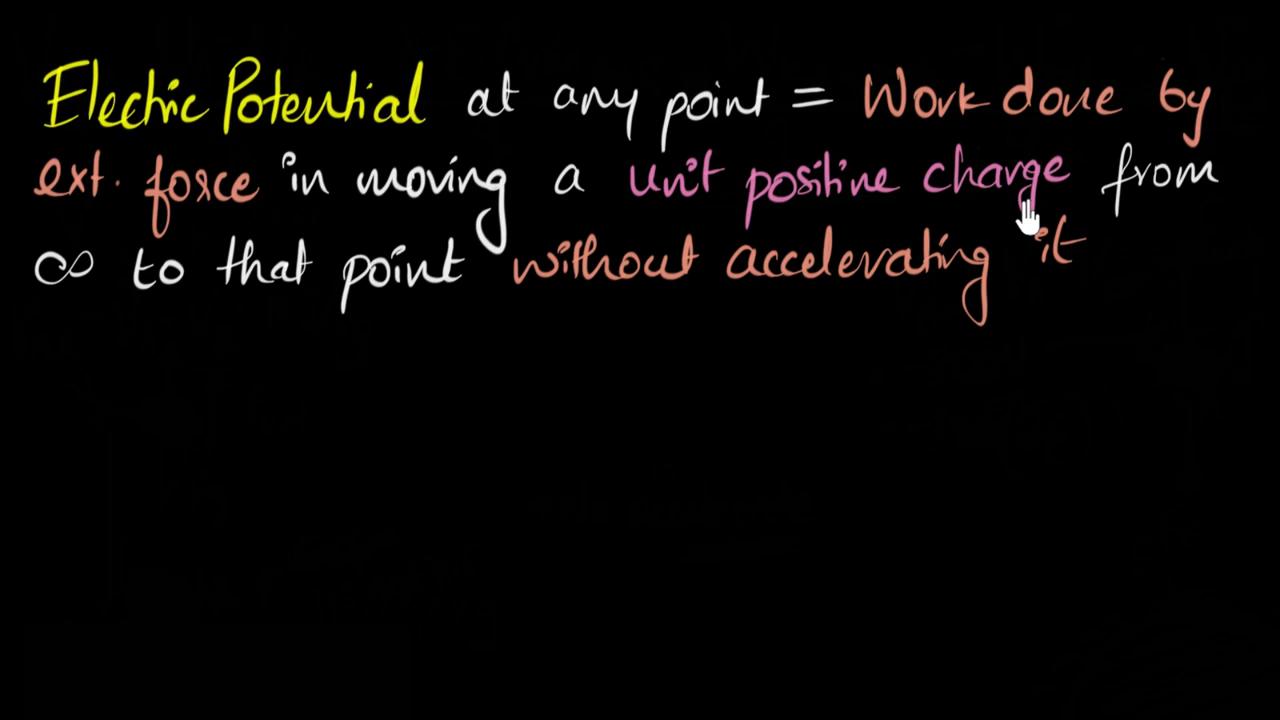 Electric Potential at any point = Work done by
ext. force in moving a unit positive charge from
∞ to that point without accelerating it